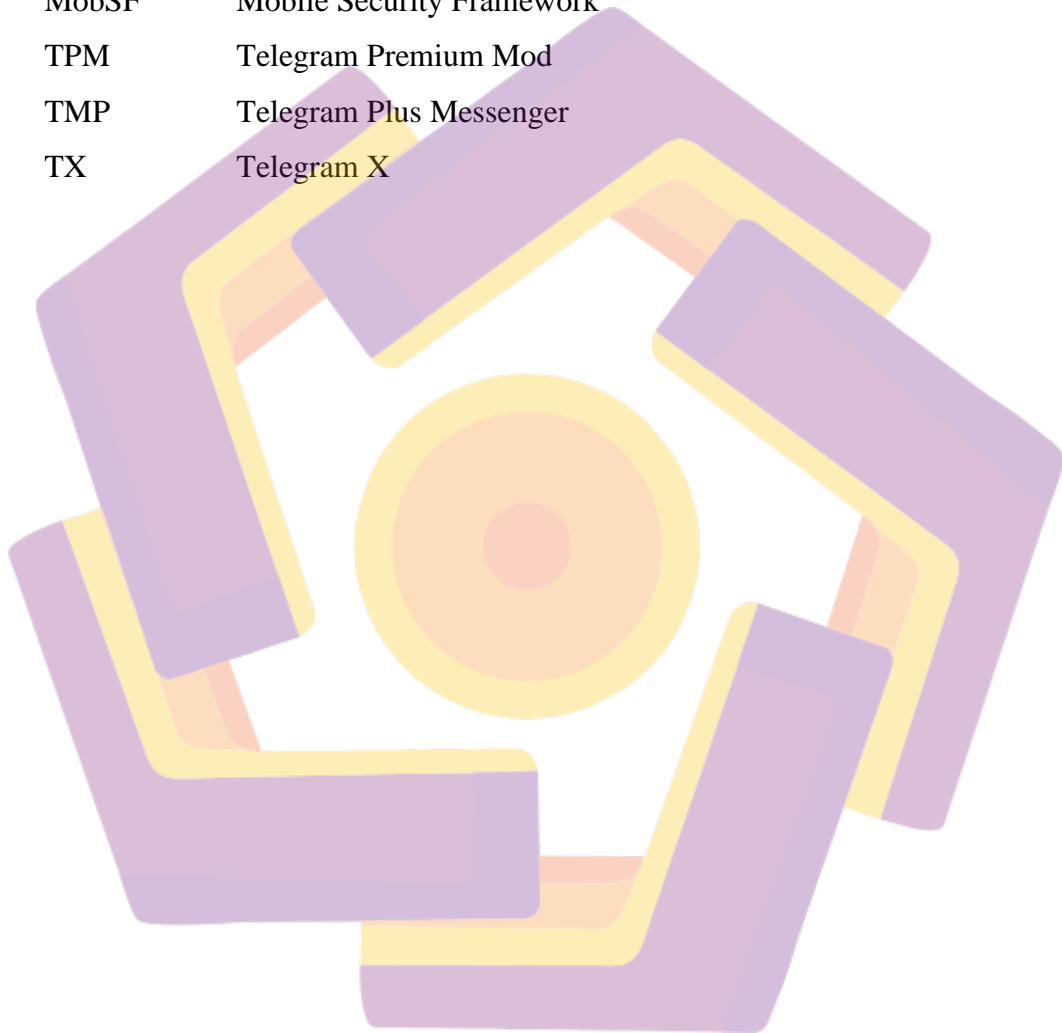 MobSF Mobile Security Framework
TPM Telegram Premium Mod
TMP Telegram Plus Messenger
TX Telegram X